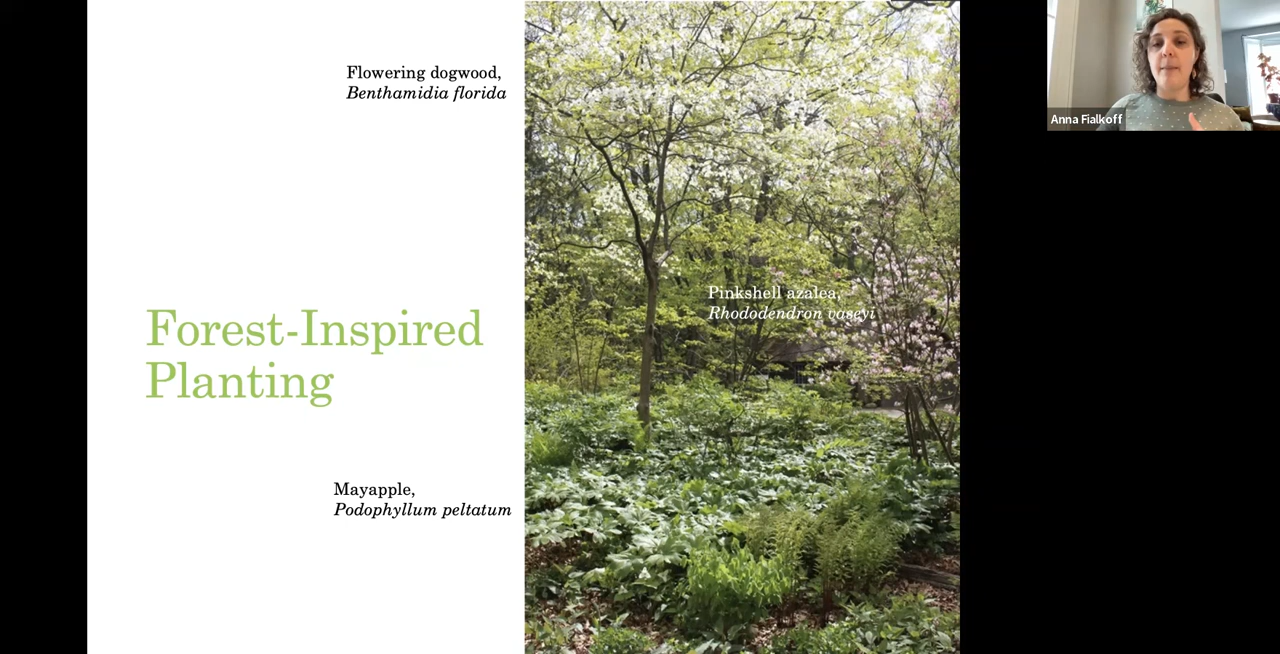 Flowering dogwood,
Benthamidia florida
Anna Fialkoff
Pinkshell azalea,
Rhododendron vaseyi
Forest-Inspired
Planting
Mayapple,
Podophyllum peltatum